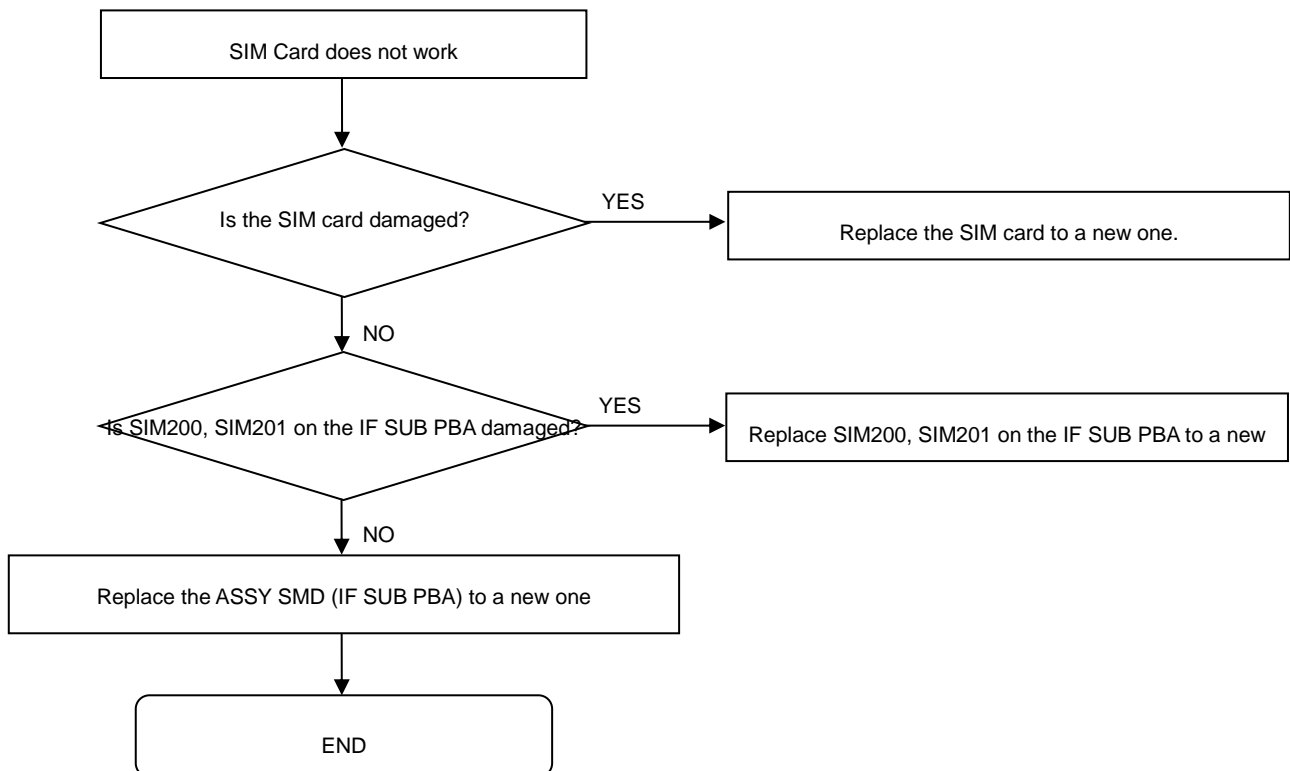 SIM Card does not work
Is the SIM card damaged?
YES
Replace the SIM card to a new one.
NO
Is SIM200, SIM201 on the IF SUB PBA damaged?
YES
Replace SIM200, SIM201 on the IF SUB PBA to a new
NO
Replace the ASSY SMD (IF SUB PBA) to a new one
END